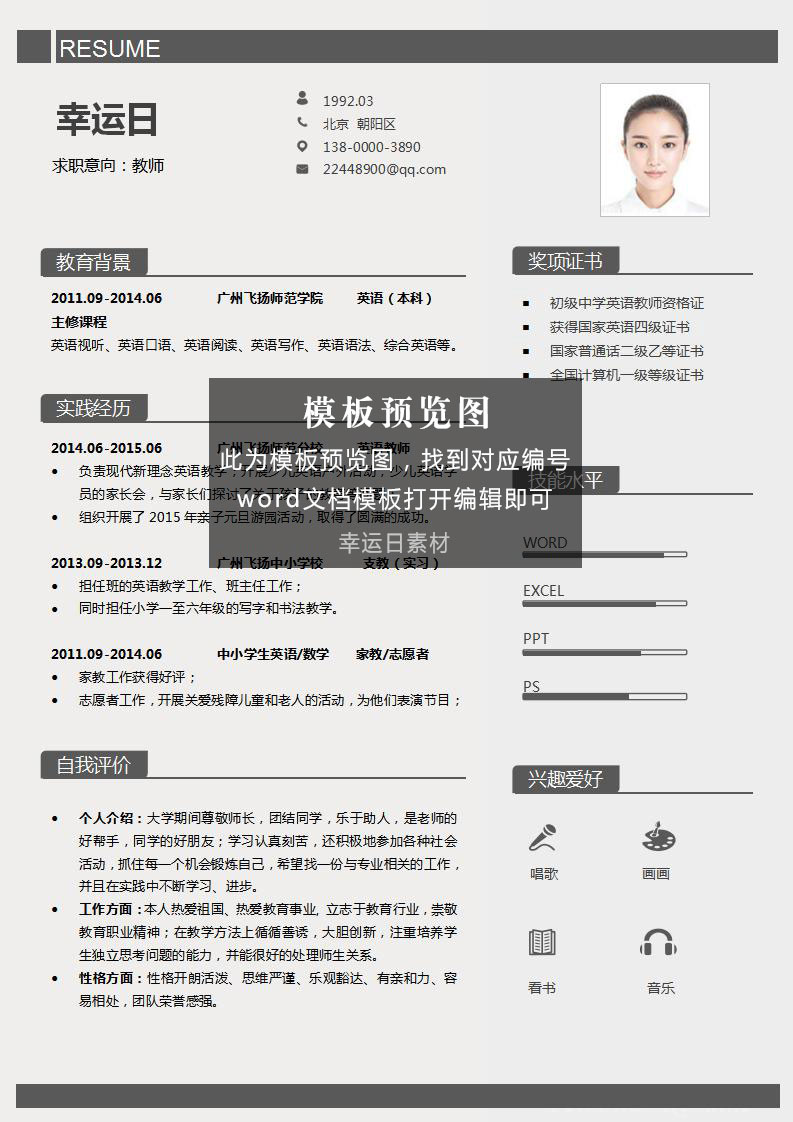 RESUME
幸运日
求职意向：教师
1992.03
北京 朝阳区
138-0000-3890
22448900@qq.com
教育背景
2011.09-2014.06 广州飞扬师范学院 英语（本科）
主修课程
英语视听、英语口语、英语阅读、英语写作、英语语法、综合英语等。
实践经历
2014.06-2015.06 广州飞扬师范分校 英语教师
负责现代新理念英语教学，开展少儿英语户外活动，少儿英语学
员的家长会，与家长们探讨了关于孩子
组织开展了 2015 年亲子元旦游园活动，取得了圆满的成功。
2013.09-2013.12 广州飞扬中小学校 支教（实习）
担任班的英语教学工作、班主任工作；
同时担任小学一至六年级的写字和书法教学。
2011.09-2014.06 中小学生英语/数学 家教/志愿者
家教工作获得好评；
志愿者工作，开展关爱残障儿童和老人的活动，为他们表演节目；
自我评价
个人介绍：大学期间尊敬师长，团结同学，乐于助人，是老师的
好帮手，同学的好朋友；学习认真刻苦，还积极地参加各种社会
活动，抓住每一个机会锻炼自己，希望找一份与专业相关的工作，
并且在实践中不断学习、进步。
工作方面：本人热爱祖国、热爱教育事业, 立志于教育行业，崇敬
教育职业精神；在教学方法上循循善诱，大胆创新，注重培养学
生独立思考问题的能力，并能很好的处理师生关系。
性格方面：性格开朗活泼、思维严谨、乐观豁达、有亲和力、容
易相处，团队荣誉感强。
奖项证书
初级中学英语教师资格证
获得国家英语四级证书
国家普通话二级乙等证书
全国计算机一级等级证书
技能水平
WORD
EXCEL
PPT
PS
兴趣爱好
唱歌
画画
看书
音乐
模板预览图
此为模板预览图，找到对应编号
word文档模板打开编辑即可
幸运日素材